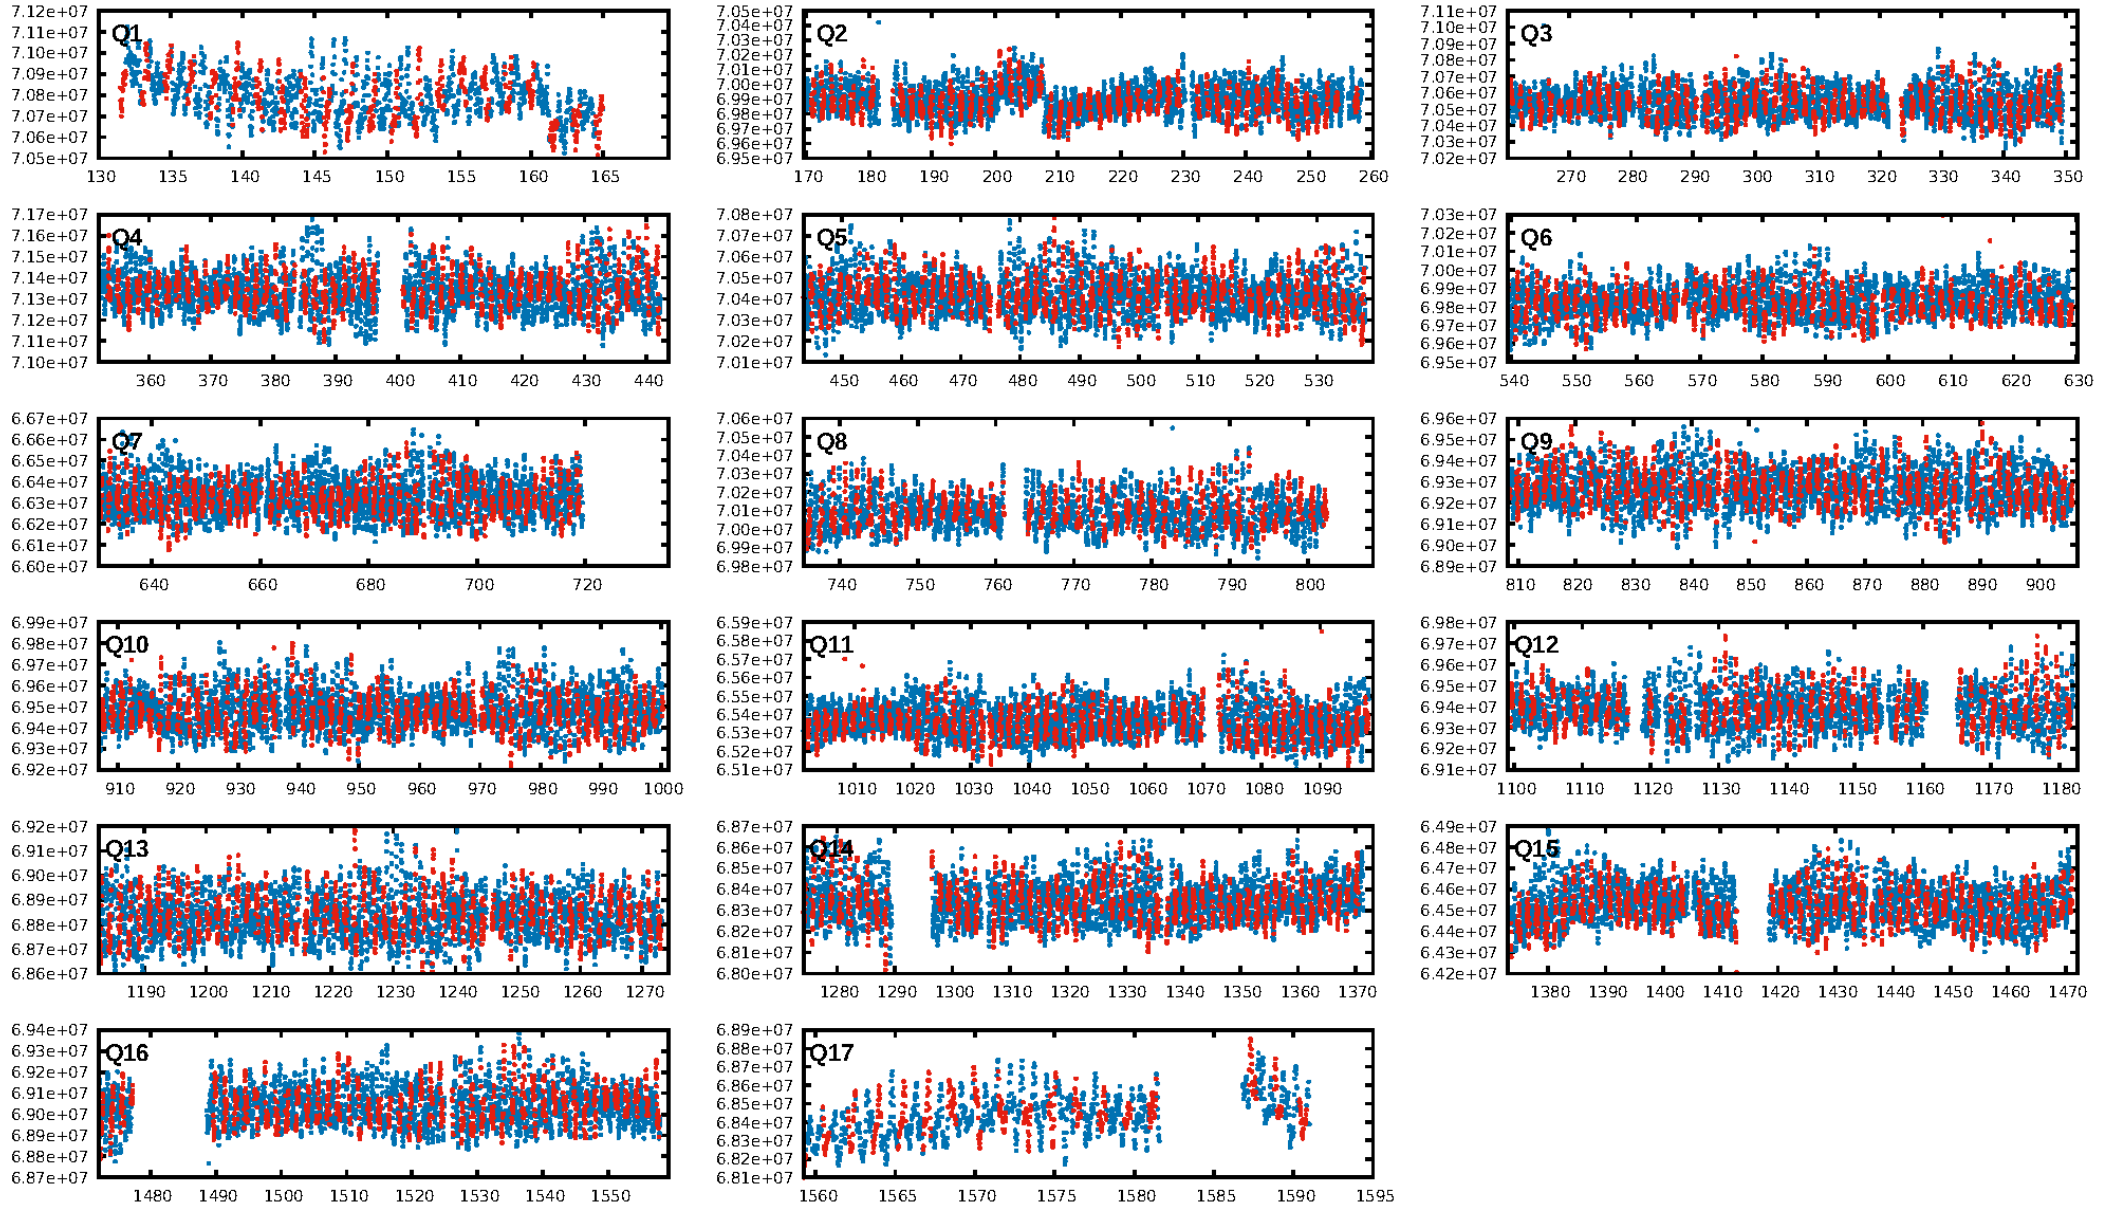 7.12e+07
7.11e+07
7.10e+07
7.09e+07
7.08e+07
7.07e+07
7.06e+07
7.05e+07
Q1
130 135 140 145 150 155 160 165
7.05e+07
7.04e+07
7.03e+07
7.02e+07
7.01e+07
7.00e+07
6.99e+07
6.98e+07
6.97e+07
6.96e+07
6.95e+07
Q2
170 180 190 200 210 220 230 240 250 260
7.11e+07
7.10e+07
7.09e+07
7.08e+07
7.07e+07
7.06e+07
7.05e+07
7.04e+07
7.03e+07
7.02e+07
Q3
270 280 290 300 310 320 330 340 350
7.17e+07
7.16e+07
7.15e+07
7.14e+07
7.13e+07
7.12e+07
7.11e+07
7.10e+07
Q4
360 370 380 390 400 410 420 430 440
7.08e+07
7.07e+07
7.06e+07
7.05e+07
7.04e+07
7.03e+07
7.02e+07
7.01e+07
Q5
450 460 470 480 490 500 510 520 530
7.03e+07
7.02e+07
7.01e+07
7.00e+07
6.99e+07
6.98e+07
6.97e+07
6.96e+07
6.95e+07
Q6
540 550 560 570 580 590 600 610 620 630
6.67e+07
6.66e+07
6.65e+07
6.64e+07
6.63e+07
6.62e+07
6.61e+07
6.60e+07
Q7
640 660 680 700 720
7.06e+07
7.05e+07
7.04e+07
7.03e+07
7.02e+07
7.01e+07
7.00e+07
6.99e+07
6.98e+07
Q8
740 750 760 770 780 790 800
6.96e+07
6.95e+07
6.94e+07
6.93e+07
6.92e+07
6.91e+07
6.90e+07
6.89e+07
Q9
810 820 830 840 850 860 870 880 890 900
6.99e+07
6.98e+07
6.97e+07
6.96e+07
6.95e+07
6.94e+07
6.93e+07
6.92e+07
Q10
910 920 930 940 950 960 970 980 990 1000
6.59e+07
6.58e+07
6.57e+07
6.56e+07
6.55e+07
6.54e+07
6.53e+07
6.52e+07
6.51e+07
Q11
1010 1020 1030 1040 1050 1060 1070 1080 1090
6.98e+07
6.97e+07
6.96e+07
6.95e+07
6.94e+07
6.93e+07
6.92e+07
6.91e+07
Q12
1100 1110 1120 1130 1140 1150 1160 1170 1180
6.92e+07
6.91e+07
6.90e+07
6.89e+07
6.88e+07
6.87e+07
6.86e+07
Q13
1190 1200 1210 1220 1230 1240 1250 1260 1270
6.87e+07
6.86e+07
6.85e+07
6.84e+07
6.83e+07
6.82e+07
6.81e+07
6.80e+07
Q14
1280 1290 1300 1310 1320 1330 1340 1350 1360 1370
6.49e+07
6.48e+07
6.47e+07
6.46e+07
6.45e+07
6.44e+07
6.43e+07
6.42e+07
Q15
1380 1390 1400 1410 1420 1430 1440 1450 1460 1470
6.94e+07
6.93e+07
6.92e+07
6.91e+07
6.90e+07
6.89e+07
6.88e+07
6.87e+07
Q16
1480 1490 1500 1510 1520 1530 1540 1550
6.89e+07
6.88e+07
6.87e+07
6.86e+07
6.85e+07
6.84e+07
6.83e+07
6.82e+07
6.81e+07
Q17
1560 1565 1570 1575 1580 1585 1590 1595